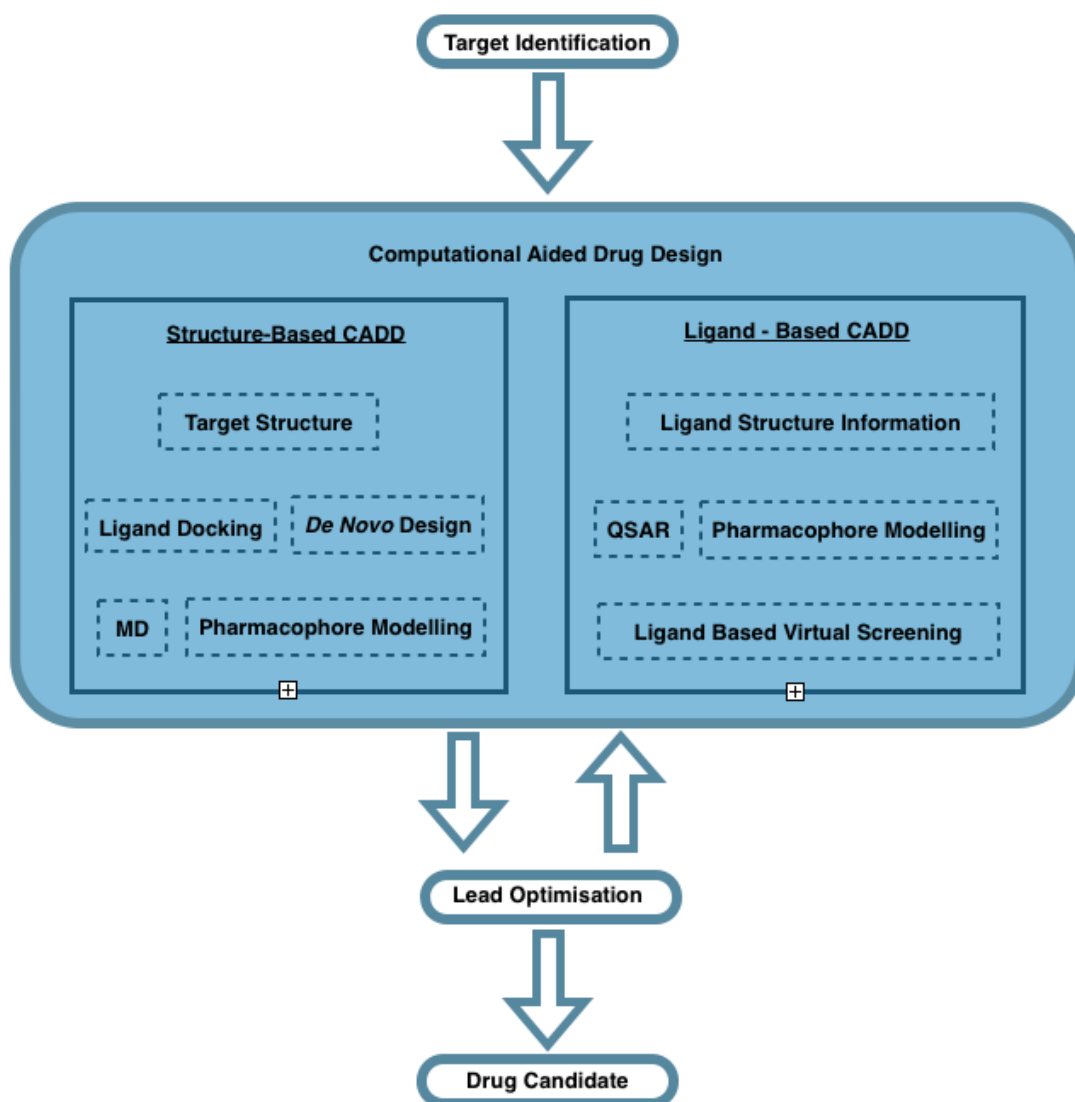 Target Identification
Computational Aided Drug Design
Structure-Based CADD
Target Structure
Ligand Docking
De Novo Design
MD
Pharmacophore Modelling
Ligand - Based CADD
Ligand Structure Information
QSAR
Pharmacophore Modelling
Ligand Based Virtual Screening
Lead Optimisation
Drug Candidate